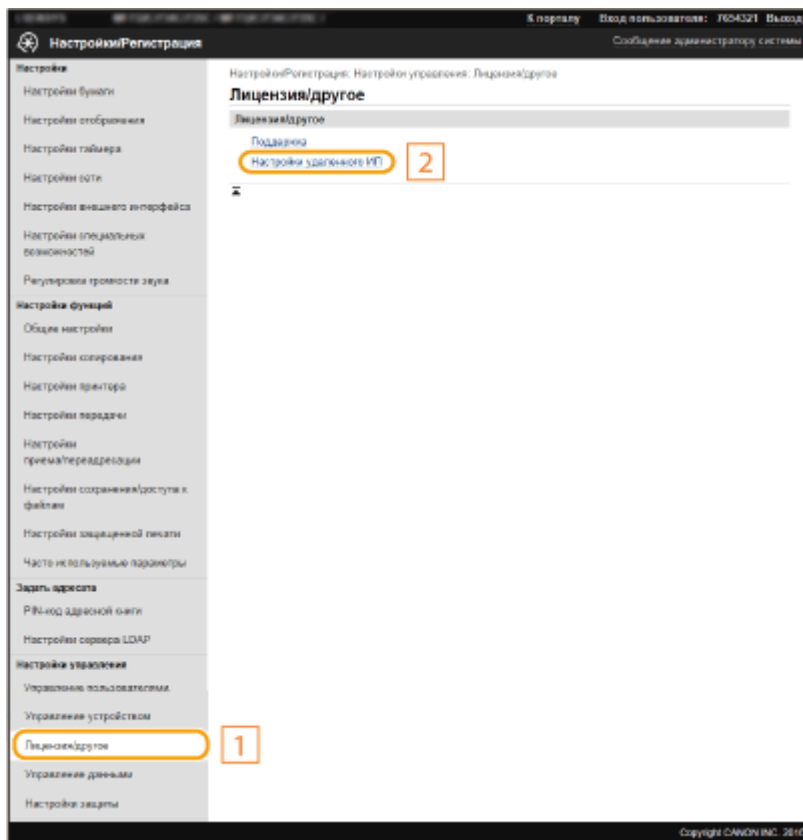 К порталу Вход пользователя: 7654321 Выход
Настройки/Регистрация
Сообщение администратору системы
Настройки
Настройки бумаги
Настройки отображения
Настройки таймера
Настройки сети
Настройки внешнего интерфейса
Настройки специальных
возможностей
Регулировка громкости звука
Настройки функций
Общие настройки
Настройки копирования
Настройки принтера
Настройки передачи
Настройки
приема/переадресации
Настройки сохранения/доступа к
файлам
Настройки защищенной печати
Часто используемые параметры
Задать адресата
PIN-код адресной книги
Настройки сервера LDAP
Настройки управления
Управление пользователями
Управление устройством
Лицензия/другое
1
Управление данными
Настройки защиты
Настройки/Регистрация: Настройки управления: Лицензия/другое
Лицензия/другое
Лицензия/другое
Поддержка
Настройки удаленного ИП
2
Copyright CANON INC.